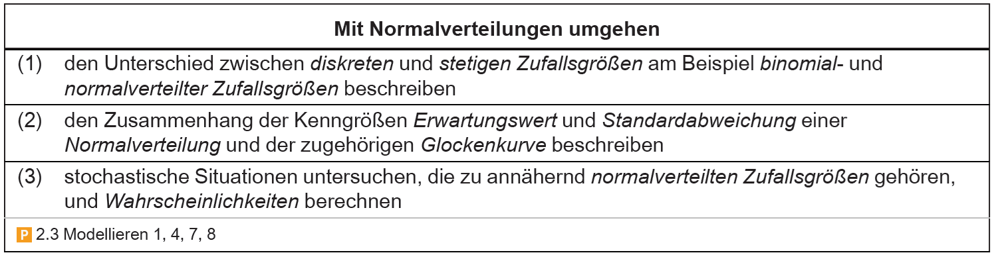 Mit Normalverteilungen umgehen
(1) den Unterschied zwischen diskreten und stetigen Zufallsgrößen am Beispiel binomial- und
normalverteilter Zufallsgrößen beschreiben
(2) den Zusammenhang der Kenngrößen Erwartungswert und Standardabweichung einer
Normalverteilung und der zugehörigen Glockenkurve beschreiben
(3) stochastische Situationen untersuchen, die zu annähernd normalverteilten Zufallsgrößen gehören,
und Wahrscheinlichkeiten berechnen
P 2.3 Modellieren 1, 4, 7, 8